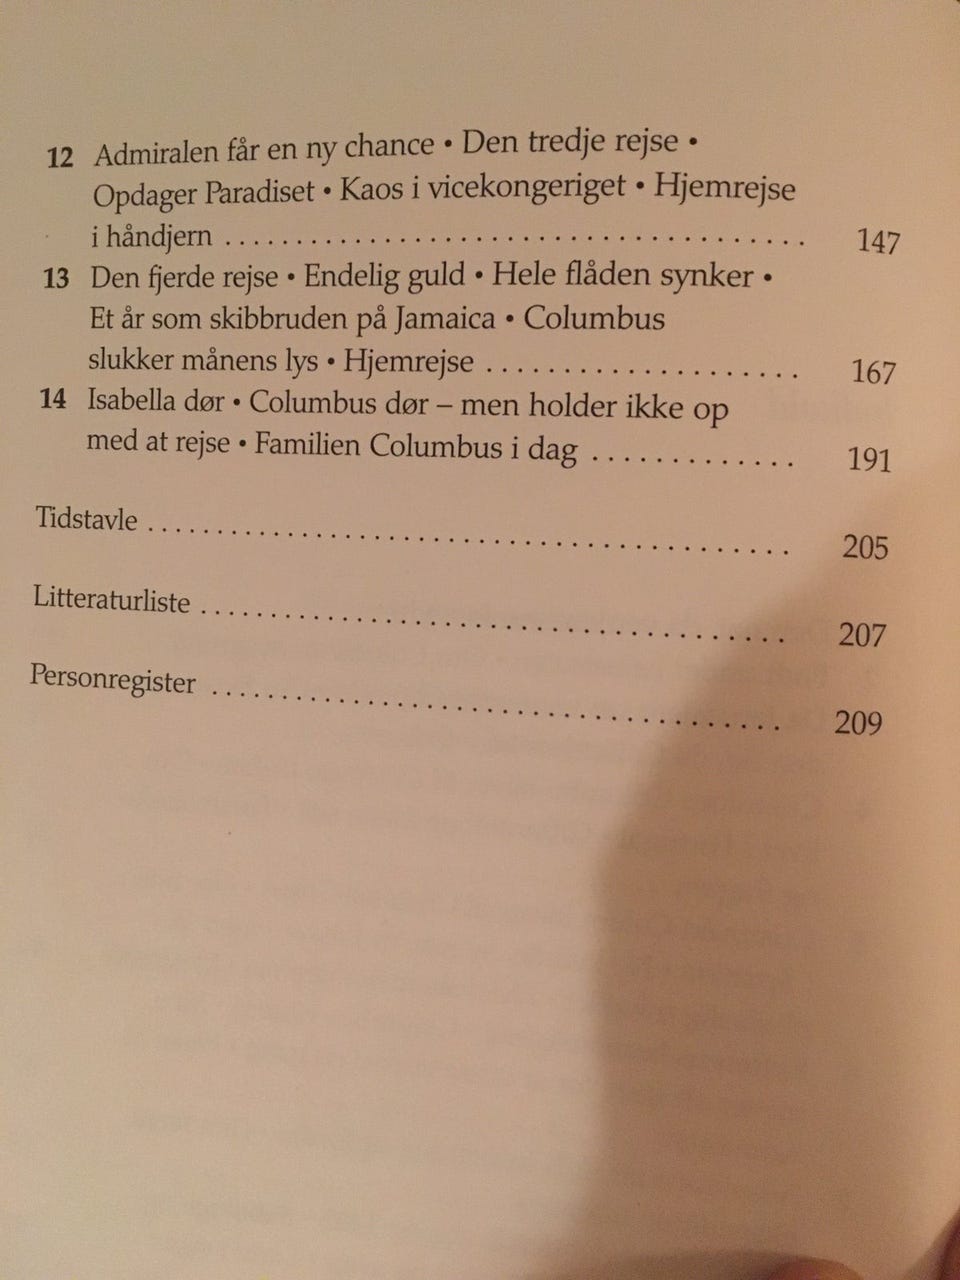 12 Admiralen får en ny chance • Den tredje rejse •
Opdager Paradiset • Kaos i vicekongeriget • Hjemrejse
i håndjern ......................................... 147
13 Den fjerde rejse • Endelig guld • Hele flåden synker •
Et år som skibbruden på Jamaica • Columbus
slukker månens lys • Hjemrejse ...................... 167
14 Isabella dør • Columbus dør – men holder ikke op
med at rejse • Familien Columbus i dag ............. 191
Tidstavle .............................................. 205
Litteraturliste .......................................... 207
Personregister ........................................ 209